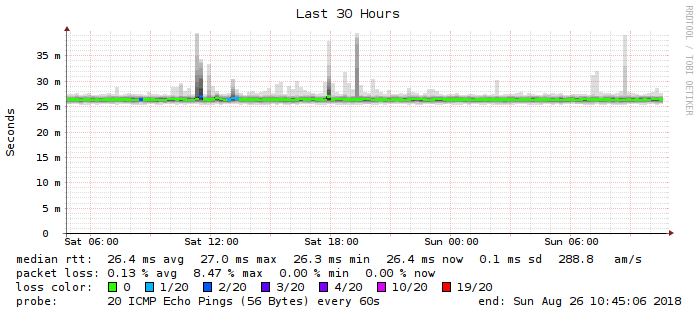 Last 30 Hours
RRDTOOL / TOBI OETIKER
Seconds
35 m
30 m
25 m
20 m
15 m
10 m
5 m
0
Sat 06:00 Sat 12:00 Sat 18:00 Sun 00:00 Sun 06:00
median rtt: 26.4 ms avg 27.0 ms max 26.3 ms min 26.4 ms now 0.1 ms sd 288.8 am/s
packet loss: 0.13 % avg 8.47 % max 0.00 % min 0.00 % now
loss color: 0 1/20 2/20 3/20 4/20 10/20 19/20
probe: 20 ICMP Echo Pings (56 Bytes) every 60s end: Sun Aug 26 10:45:06 2018